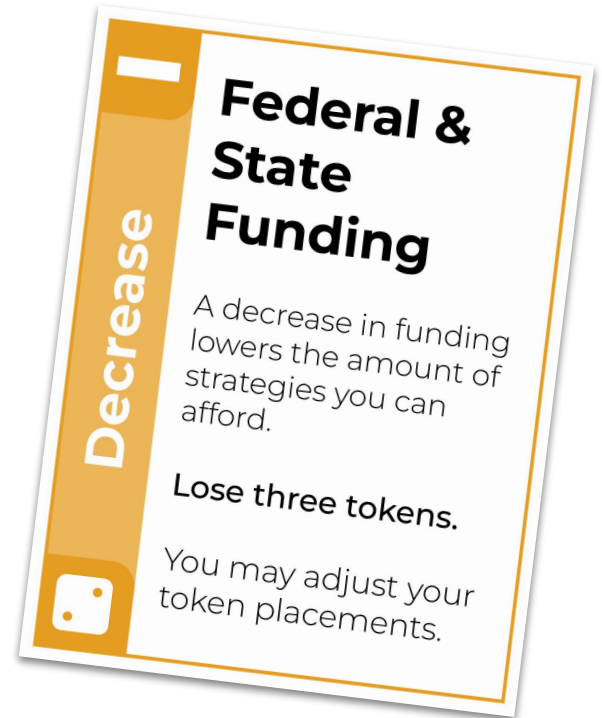 Decrease
Federal &
State
Funding
A decrease in funding
lowers the amount of
strategies you can
afford.
Lose three tokens.
You may adjust your
token placements.